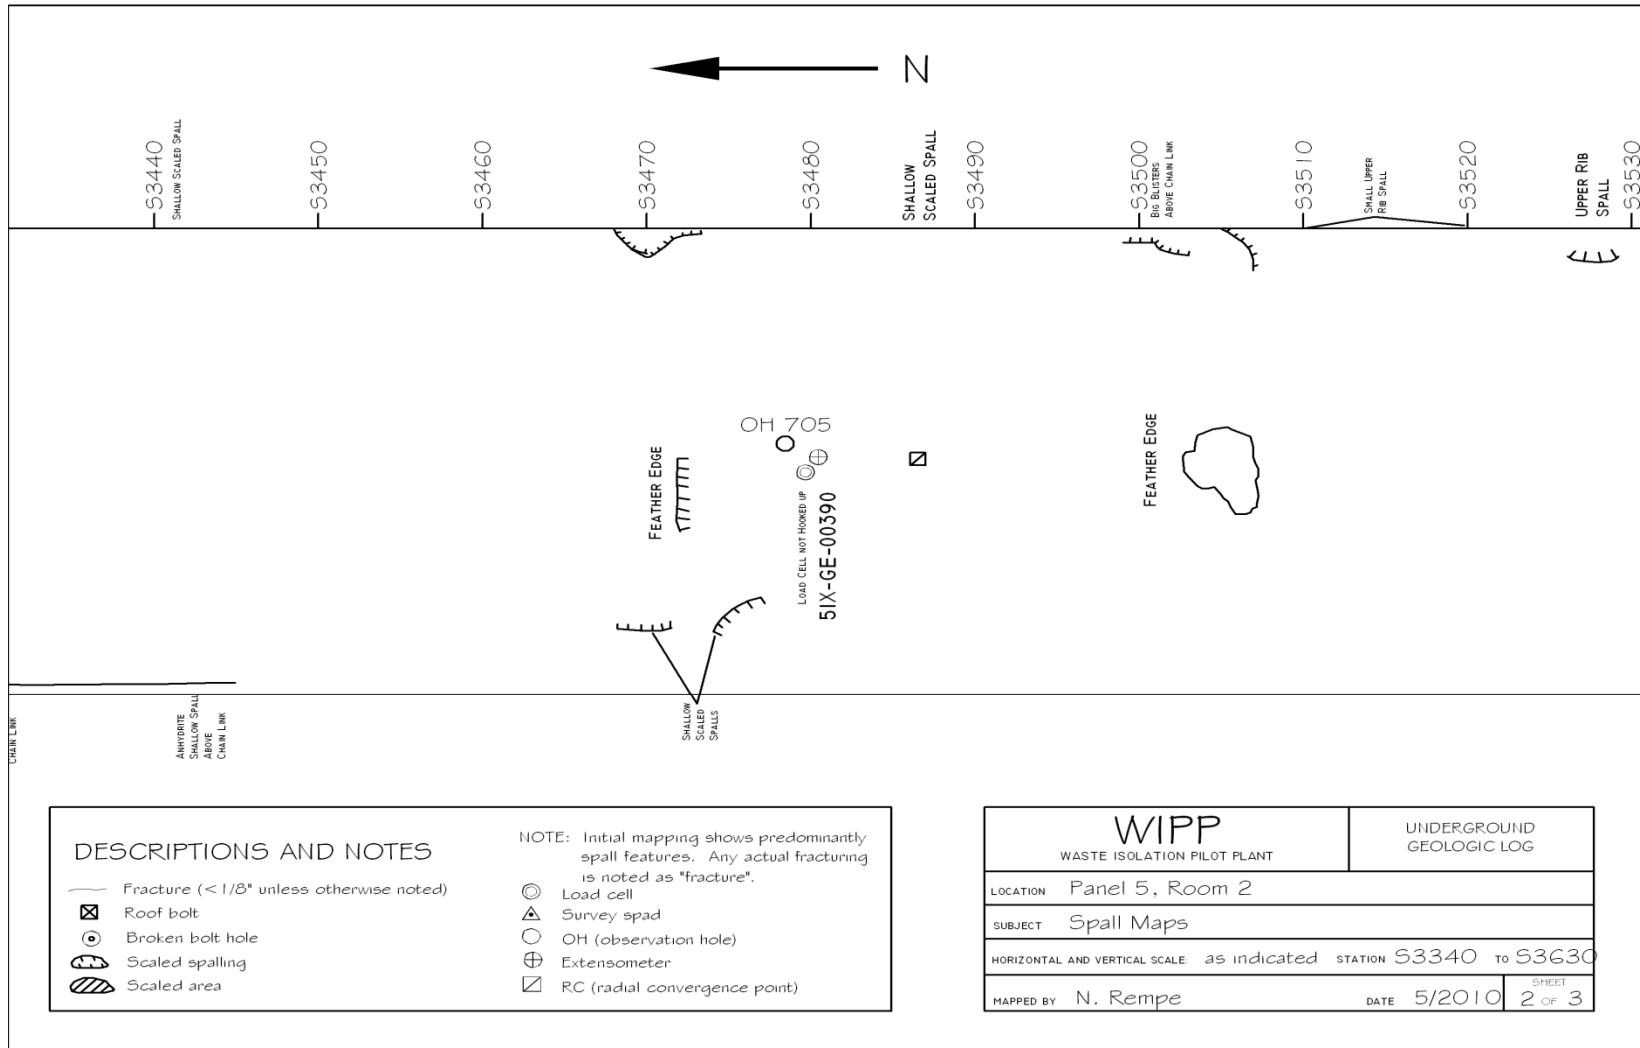 N
S3440
SHALLOW SCALED SPALL
S3450
S3460
S3470
S3480
SHALLOW
SCALED SPALL
S3490
S3500
BIG BLISTERS
ABOVE CHAIN LINK
S3510
SMALL UPPER
RIB SPALL
S3520
UPPER RIB
SPALL
S3530
OH 705
FEATHER EDGE
LOAD CELL NOT HOOKED UP
51X-GE-00390
FEATHER EDGE
CHAIN LINK
ANHYDRITE
SHALLOW SPALL
ABOVE
CHAIN LINK
SHALLOW
SCALED
SPALLS
DESCRIPTIONS AND NOTES
Fracture (< 1/8" unless otherwise noted)
Roof bolt
Broken bolt hole
Scaled spalling
Scaled area
NOTE: Initial mapping shows predominantly
spall features. Any actual fracturing
is noted as "fracture".
Load cell
Survey spad
OH (observation hole)
Extensometer
RC (radial convergence point)
WIPP
WASTE ISOLATION PILOT PLANT
UNDERGROUND
GEOLOGIC LOG
LOCATION Panel 5, Room 2
SUBJECT Spall Maps
HORIZONTAL AND VERTICAL SCALE: as indicated STATION S3340 TO S3630
MAPPED BY N. Rempe DATE 5/2010
SHEET
2 OF 3